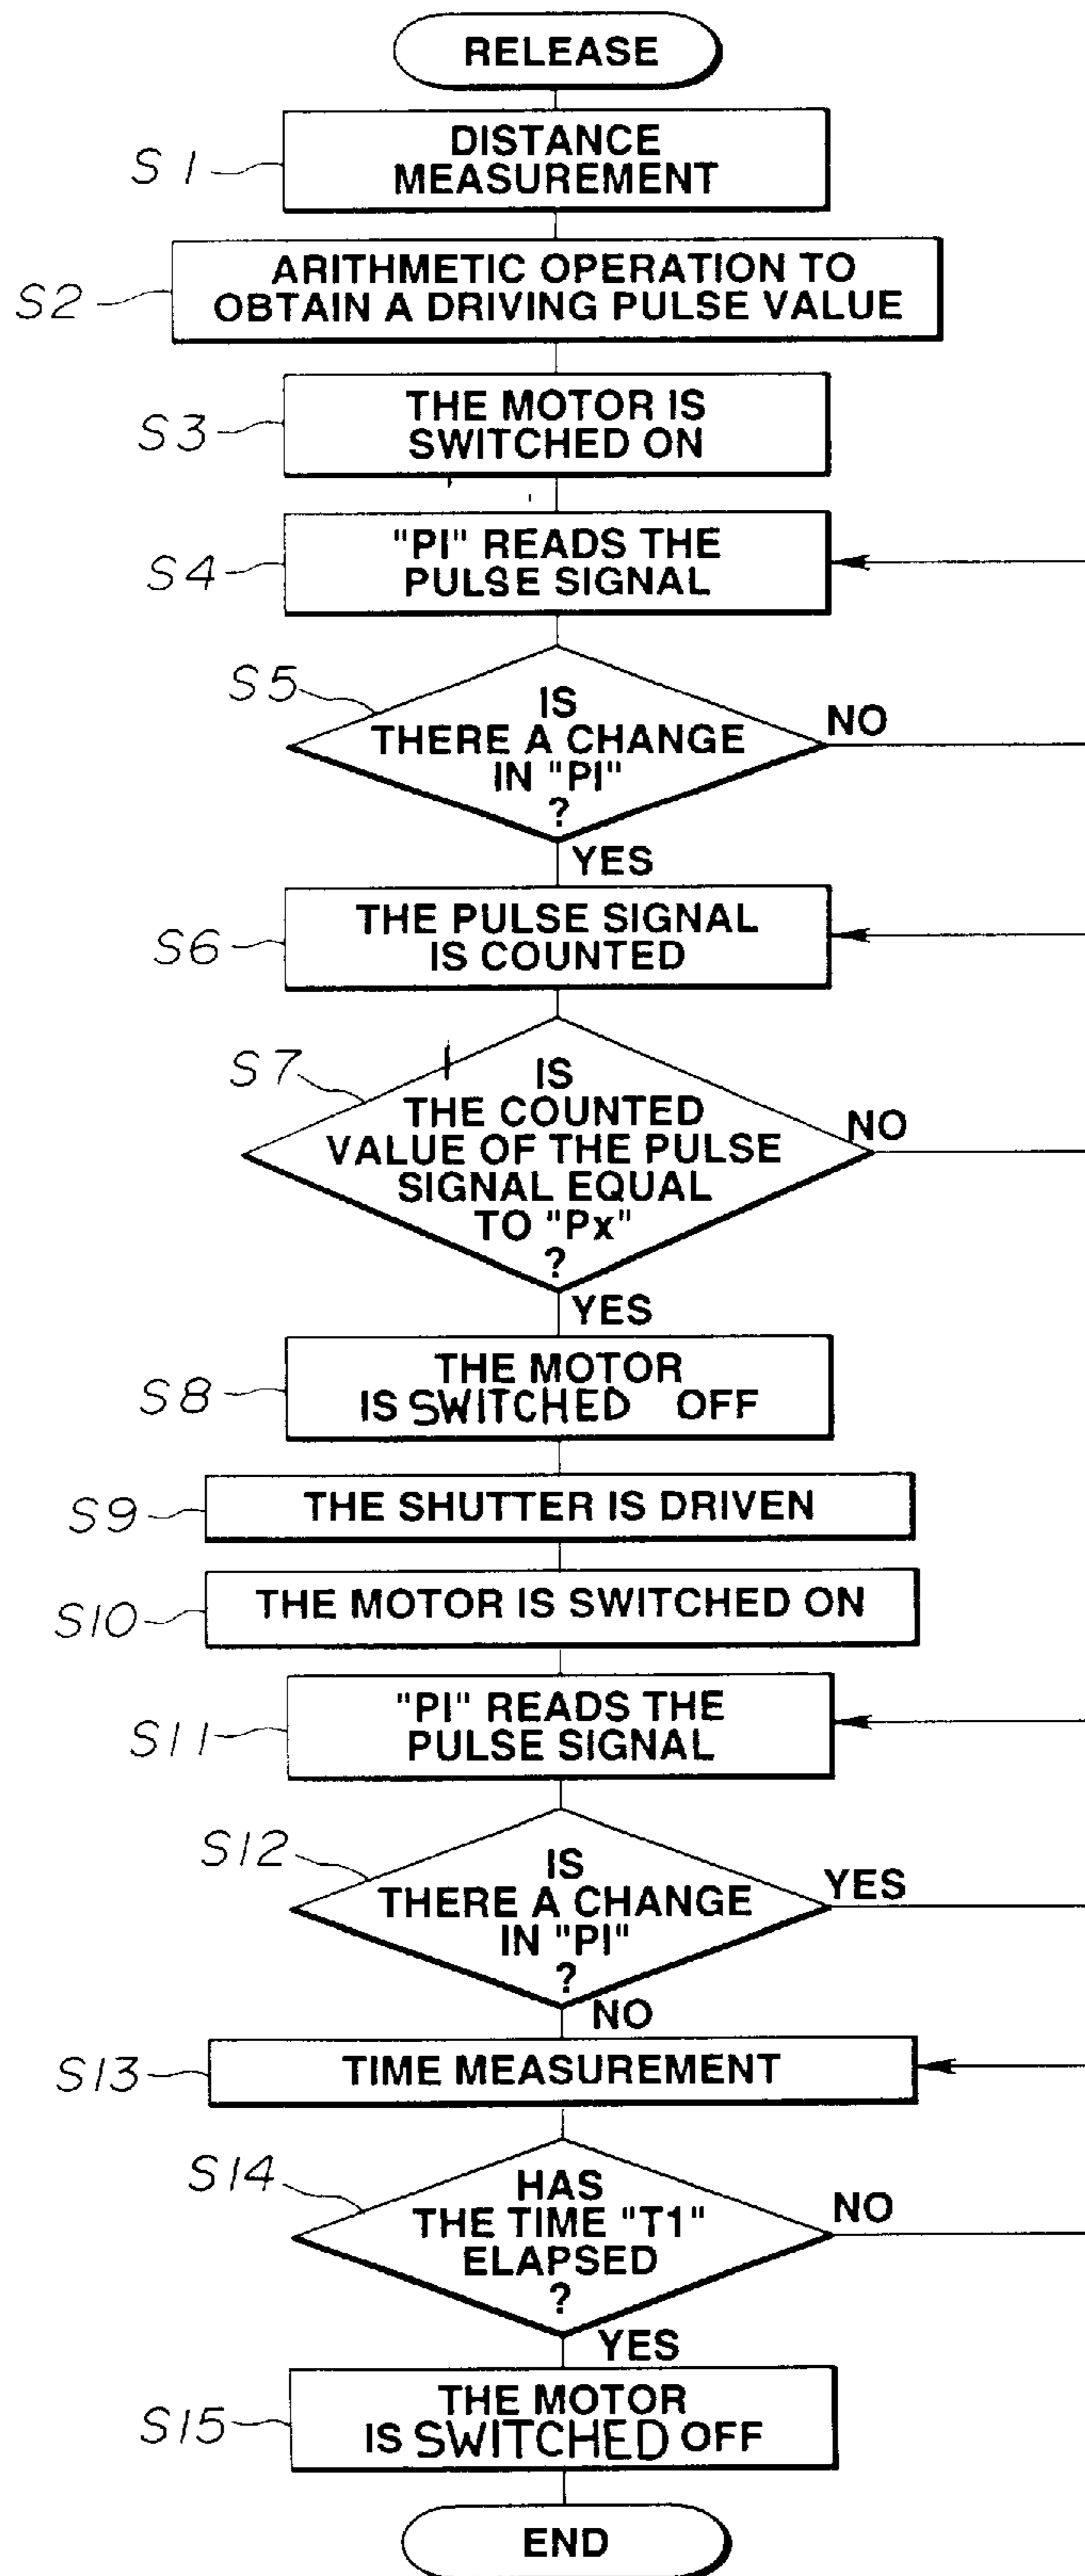 RELEASE
S1
DISTANCE
MEASUREMENT
S2
ARITHMETIC OPERATION TO
OBTAIN A DRIVING PULSE VALUE
S3
THE MOTOR IS
SWITCHED ON
S4
"PI" READS THE
PULSE SIGNAL
S5
IS
THERE A CHANGE
IN "PI"
?
NO
YES
S6
THE PULSE SIGNAL
IS COUNTED
S7
IS
THE COUNTED
VALUE OF THE PULSE
SIGNAL EQUAL
TO "Px"
?
NO
YES
S8
THE MOTOR
IS SWITCHED OFF
S9
THE SHUTTER IS DRIVEN
S10
THE MOTOR IS SWITCHED ON
S11
"PI" READS THE
PULSE SIGNAL
S12
IS
THERE A CHANGE
IN "PI"
?
YES
NO
S13
TIME MEASUREMENT
S14
HAS
THE TIME "T1"
ELAPSED
?
NO
YES
S15
THE MOTOR
IS SWITCHED OFF
END